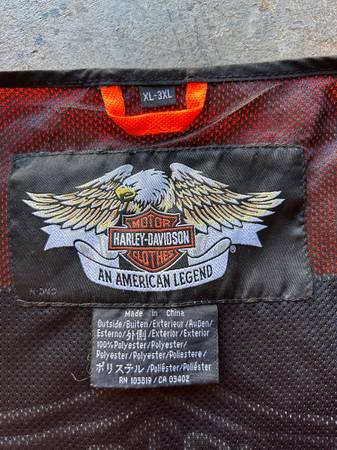 XL-3XL
MOTOR
HARLEY-DAVIDSON
CLOTHES
AN AMERICAN LEGEND
Made in China
Outside/Buiten/Exterieur/Außen/
Esterno/外側/Exterior/Exterior
100%Polyester/Polyester/
Polyester/Polyester/Poliestere/
ポリエステル/Poliéster/Poliéster
RN 103819/CA 03402